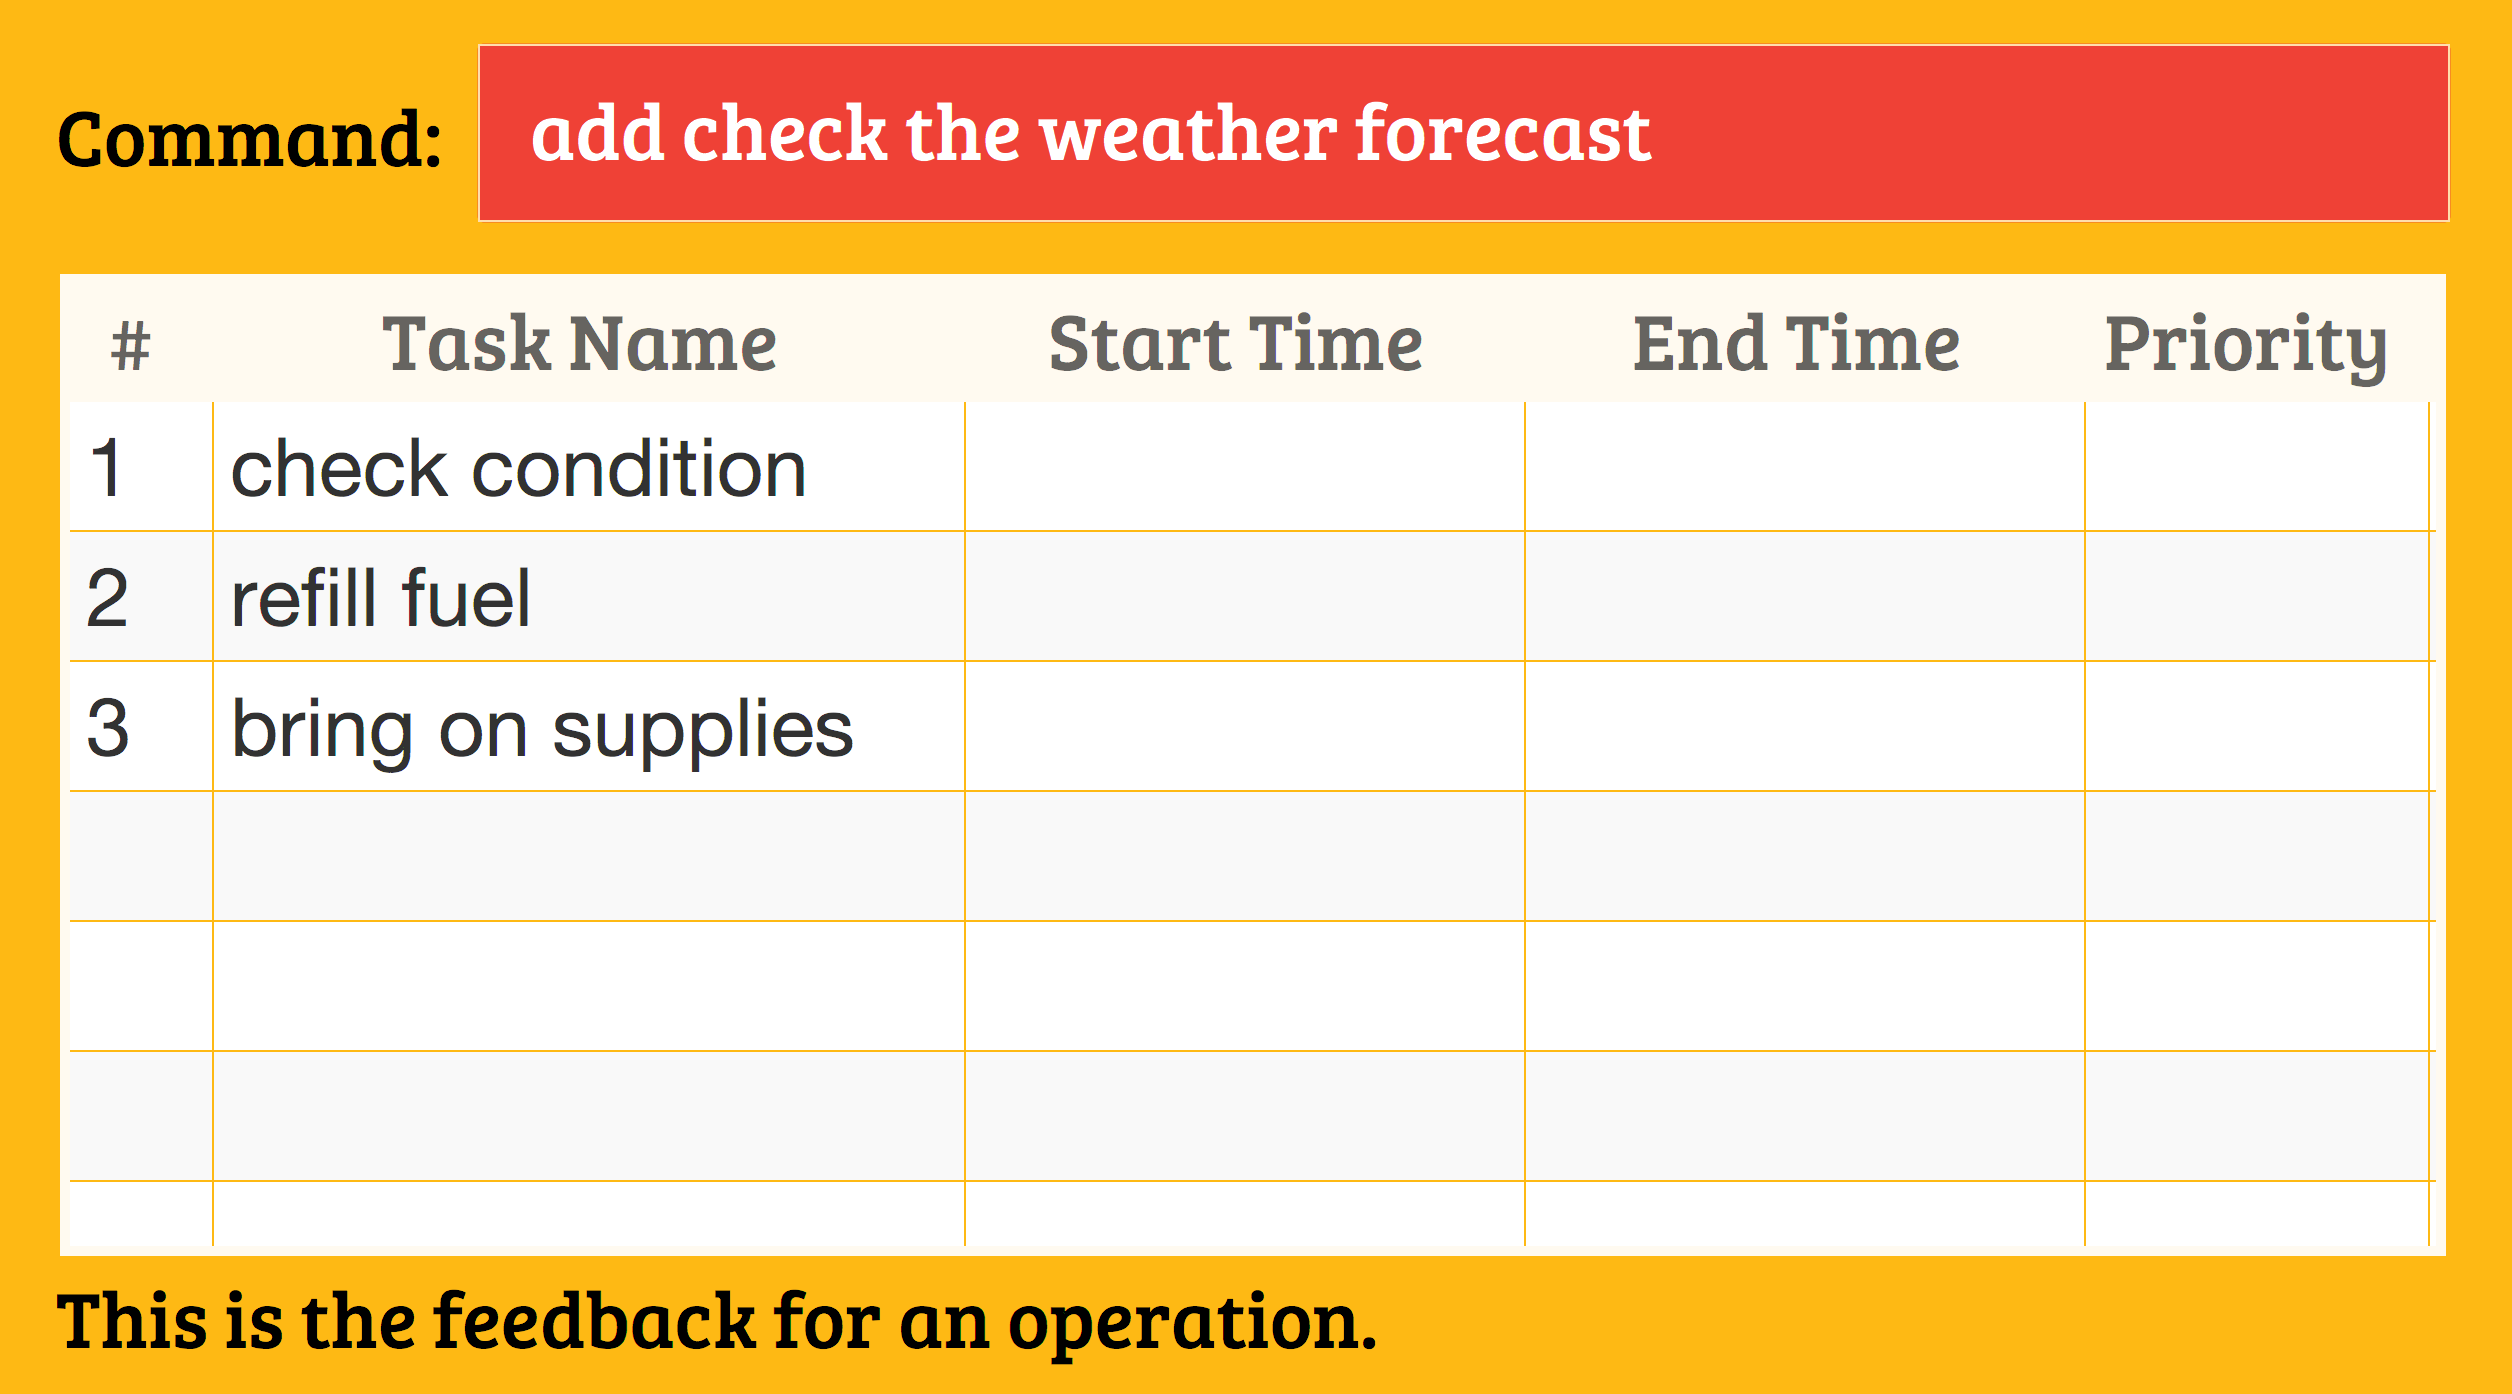 Command: add check the weather forecast
# Task Name Start Time End Time Priority
1 check condition
2 refill fuel
3 bring on supplies
This is the feedback for an operation.